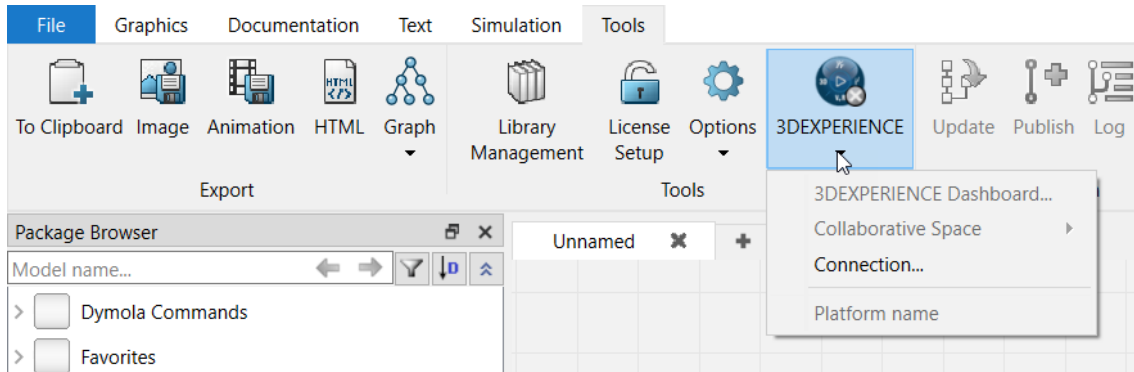 File Graphics Documentation Text Simulation Tools
HTML
To Clipboard Image Animation HTML Graph Library Management License Setup Options 3DEXPERIENCE Update Publish Log
Export Tools
3DEXPERIENCE Dashboard...
Collaborative Space
Connection...
Platform name
Package Browser
Unnamed
Model name...
Dymola Commands
Favorites